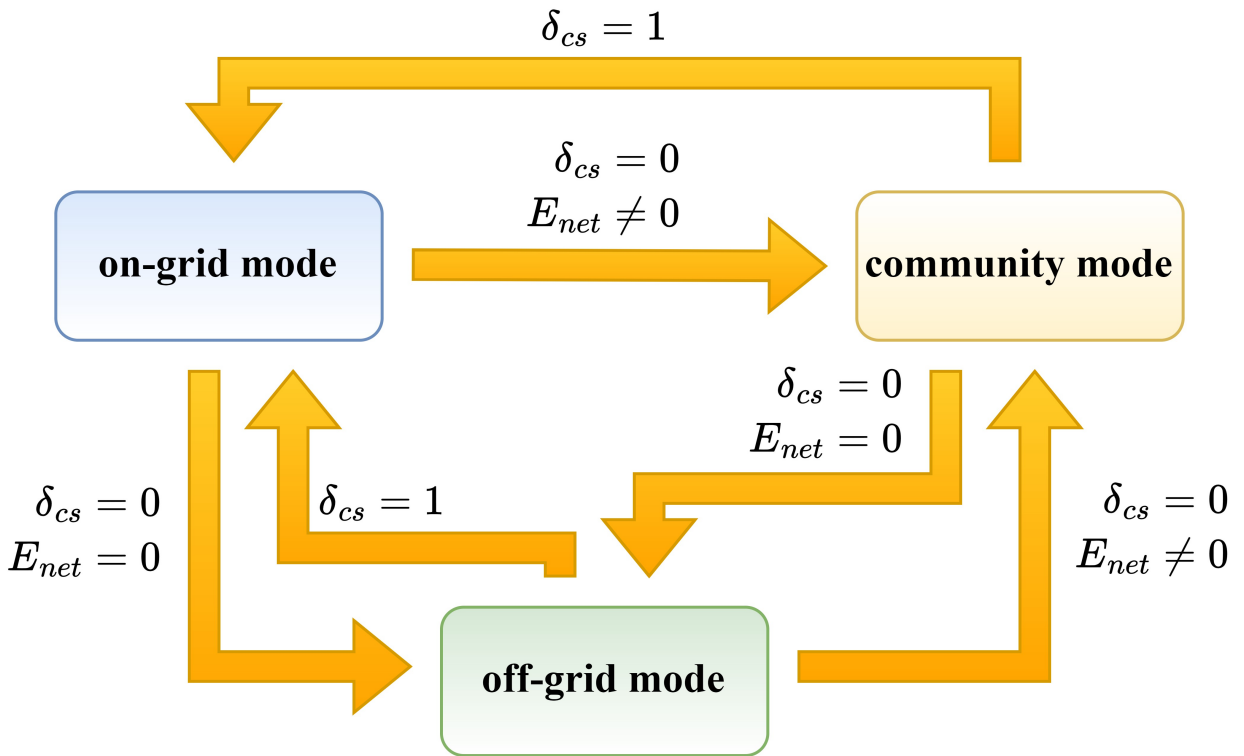 δ_cs = 1
δ_cs = 0
E_net ≠ 0
on-grid mode
community mode
δ_cs = 0
E_net = 0
δ_cs = 1
δ_cs = 0
E_net = 0
δ_cs = 0
E_net ≠ 0
off-grid mode